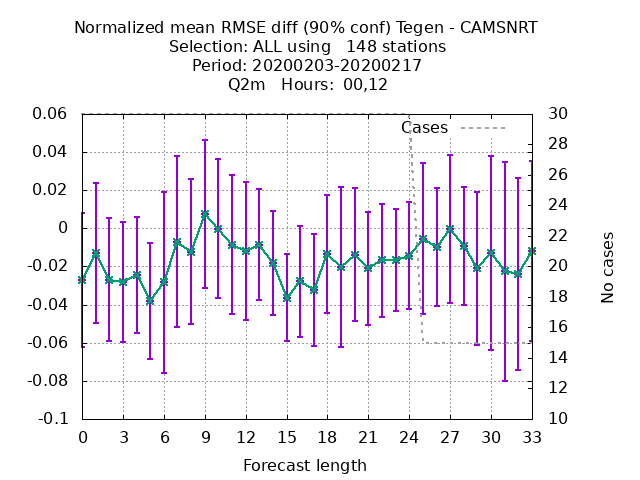 Normalized mean RMSE diff (90% conf) Tegen - CAMSNRT
Selection: ALL using   148 stations
Period: 20200203-20200217
Q2m   Hours:  00,12
Cases
0.06
0.04
0.02
0
-0.02
-0.04
-0.06
-0.08
-0.1
30
28
26
24
22
20
18
16
14
12
10
No cases
0 3 6 9 12 15 18 21 24 27 30 33
Forecast length